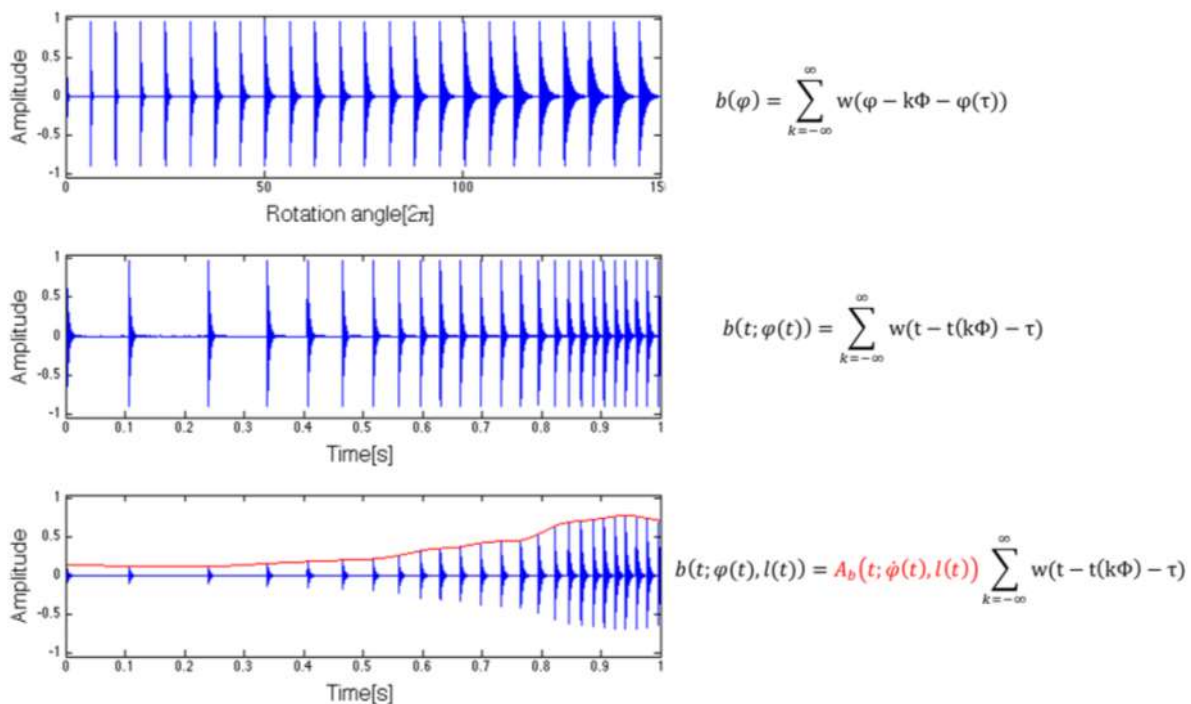 Amplitude
1
0.5
0
-0.5
-1
0 50 100 15
Rotation angle[2π]
b(φ) = ∑_{k=-∞}^{∞} w(φ − kΦ − φ(τ))
Amplitude
1
0.5
0
-0.5
-1
0 0.1 0.2 0.3 0.4 0.5 0.6 0.7 0.8 0.9 1
Time[s]
b(t; φ(t)) = ∑_{k=-∞}^{∞} w(t − t(kΦ) − τ)
Amplitude
1
0.5
0
-0.5
-1
0 0.1 0.2 0.3 0.4 0.5 0.6 0.7 0.8 0.9 1
Time[s]
b(t; φ(t), l(t)) = A_b(t; φ̇(t), l(t)) ∑_{k=-∞}^{∞} w(t − t(kΦ) − τ)